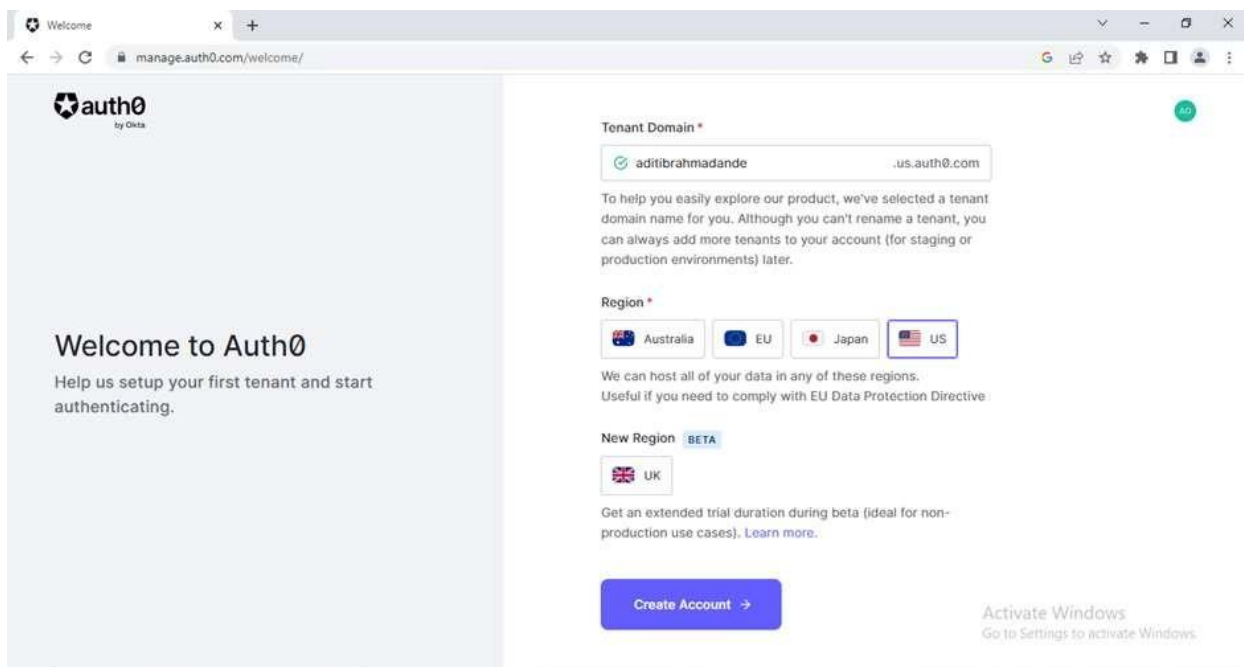 Welcome
manage.auth0.com/welcome/
auth0
by Okta
AD
Tenant Domain *
aditibrahmadande .us.auth0.com
To help you easily explore our product, we've selected a tenant
domain name for you. Although you can't rename a tenant, you
can always add more tenants to your account (for staging or
production environments) later.
Region *
Australia EU Japan US
We can host all of your data in any of these regions.
Useful if you need to comply with EU Data Protection Directive
Welcome to Auth0
Help us setup your first tenant and start
authenticating.
New Region BETA
UK
Get an extended trial duration during beta (ideal for non-
production use cases). Learn more.
Create Account →
Activate Windows
Go to Settings to activate Windows.